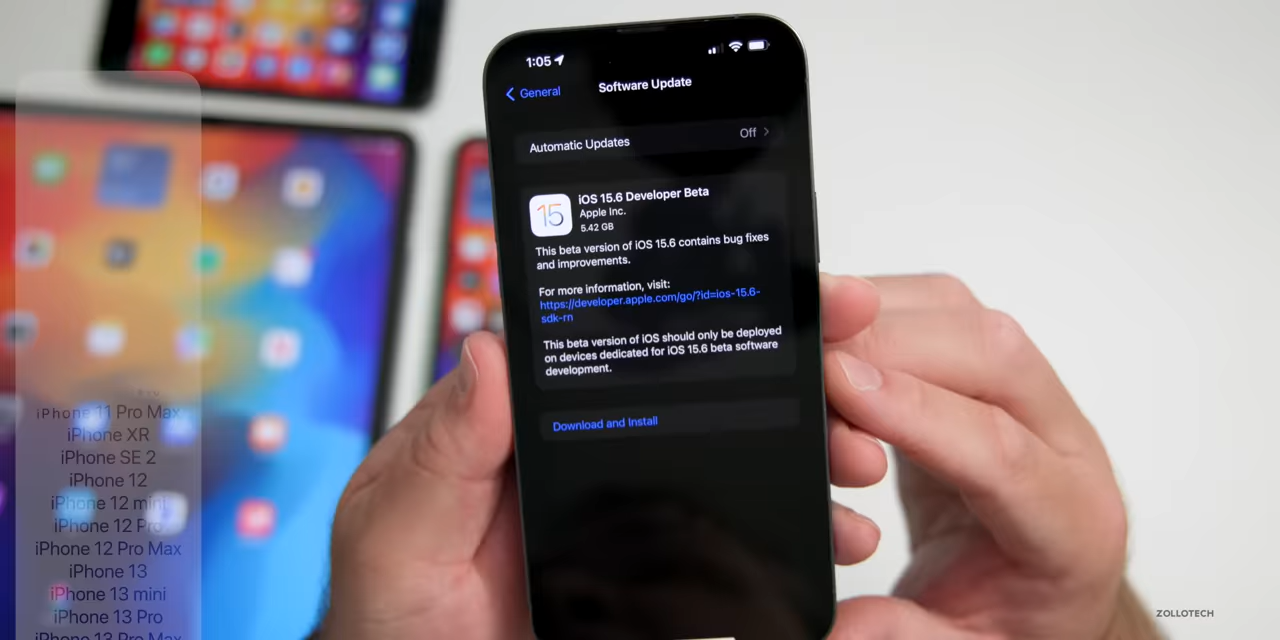 1:05
General
Software Update
Automatic Updates
Off
15
iOS 15.6 Developer Beta
Apple Inc.
5.42 GB
This beta version of iOS 15.6 contains bug fixes
and improvements.
For more information, visit:
https://developer.apple.com/go/?id=ios-15.6-
sdk-rn
This beta version of iOS should only be deployed
on devices dedicated for iOS 15.6 beta software
development.
Download and Install
iPhone 11 Pro Max
iPhone XR
iPhone SE 2
iPhone 12
iPhone 12 mini
iPhone 12 Pro
iPhone 12 Pro Max
iPhone 13
iPhone 13 mini
iPhone 13 Pro
iPhone 13 Pro Max
ZOLLOTECH